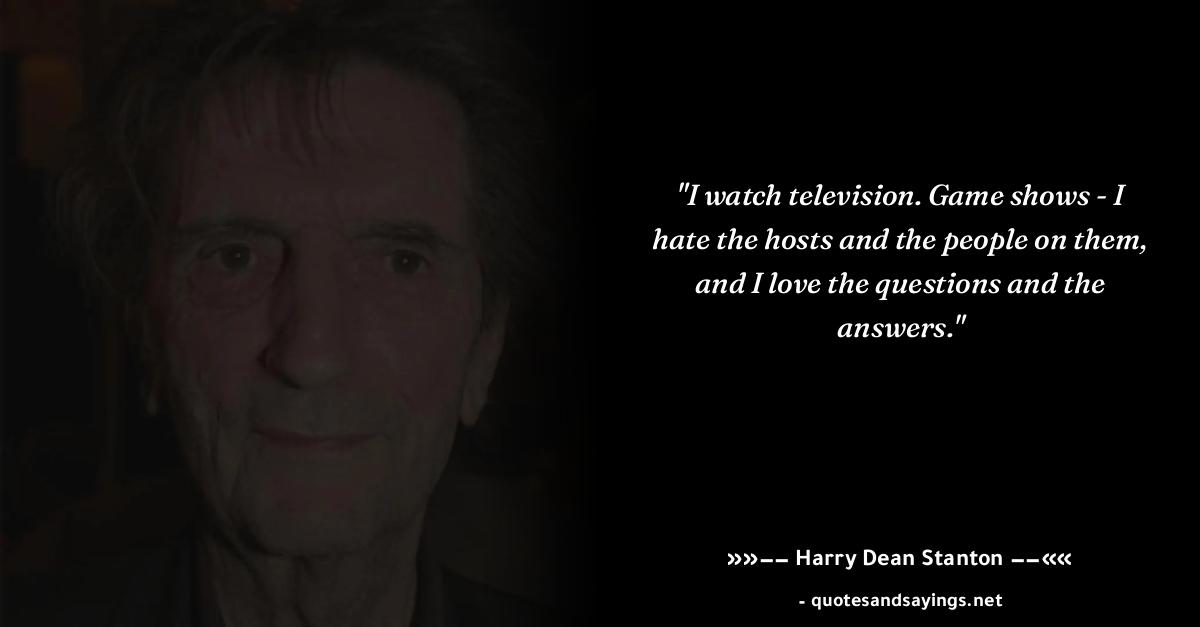 "I watch television. Game shows - I
hate the hosts and the people on them,
and I love the questions and the
answers."
»»−− Harry Dean Stanton −−««
- quotesandsayings.net